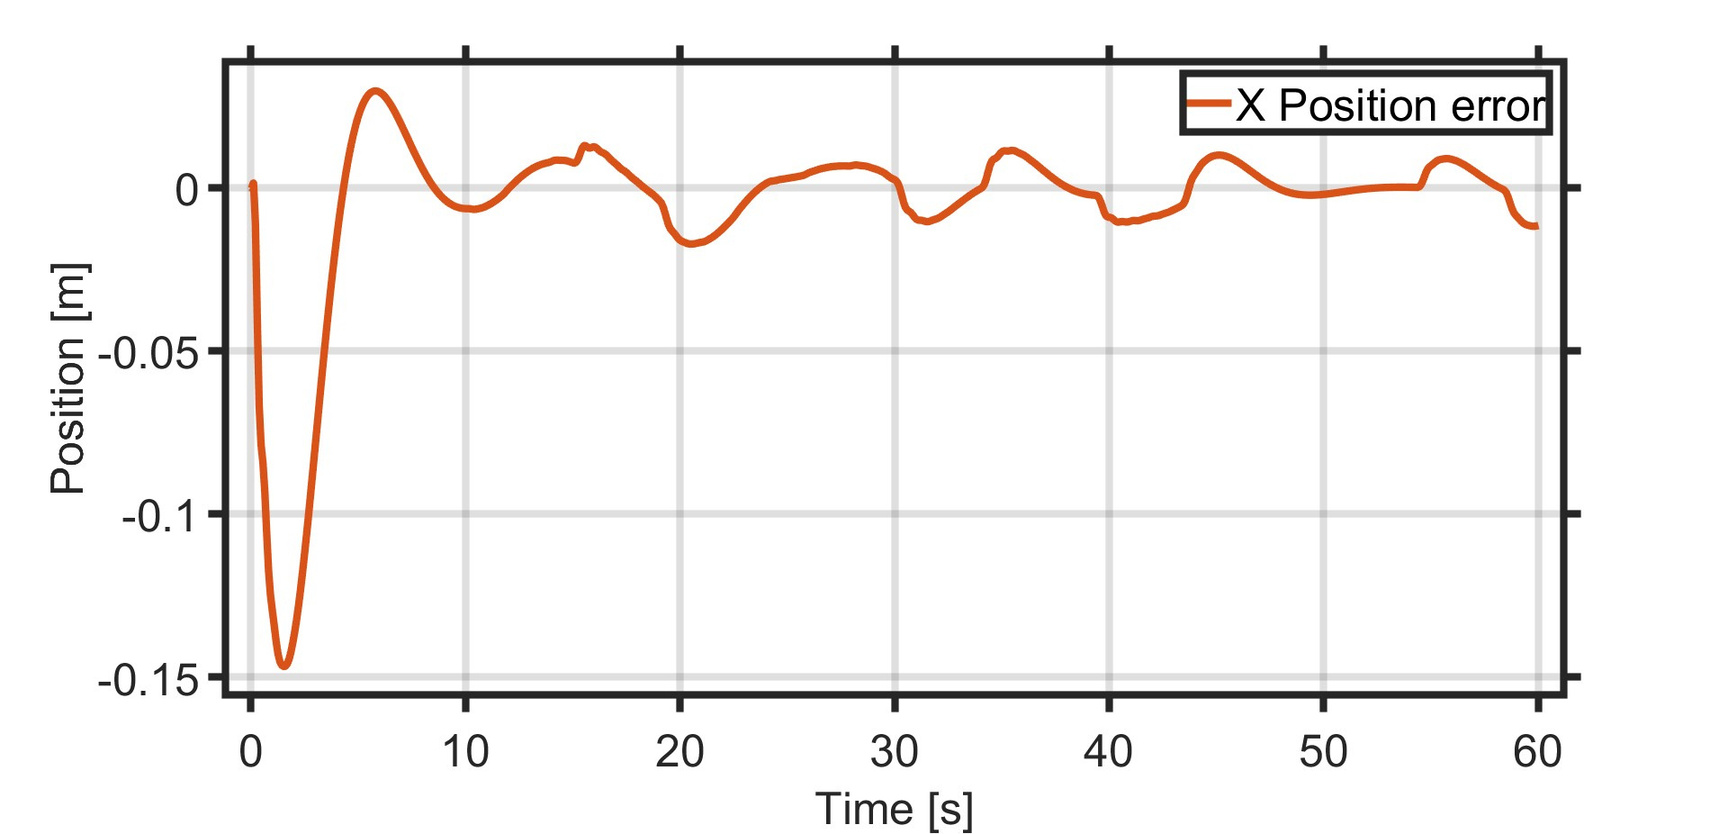 X Position error
0
-0.05
-0.1
-0.15
Position [m]
0 10 20 30 40 50 60
Time [s]